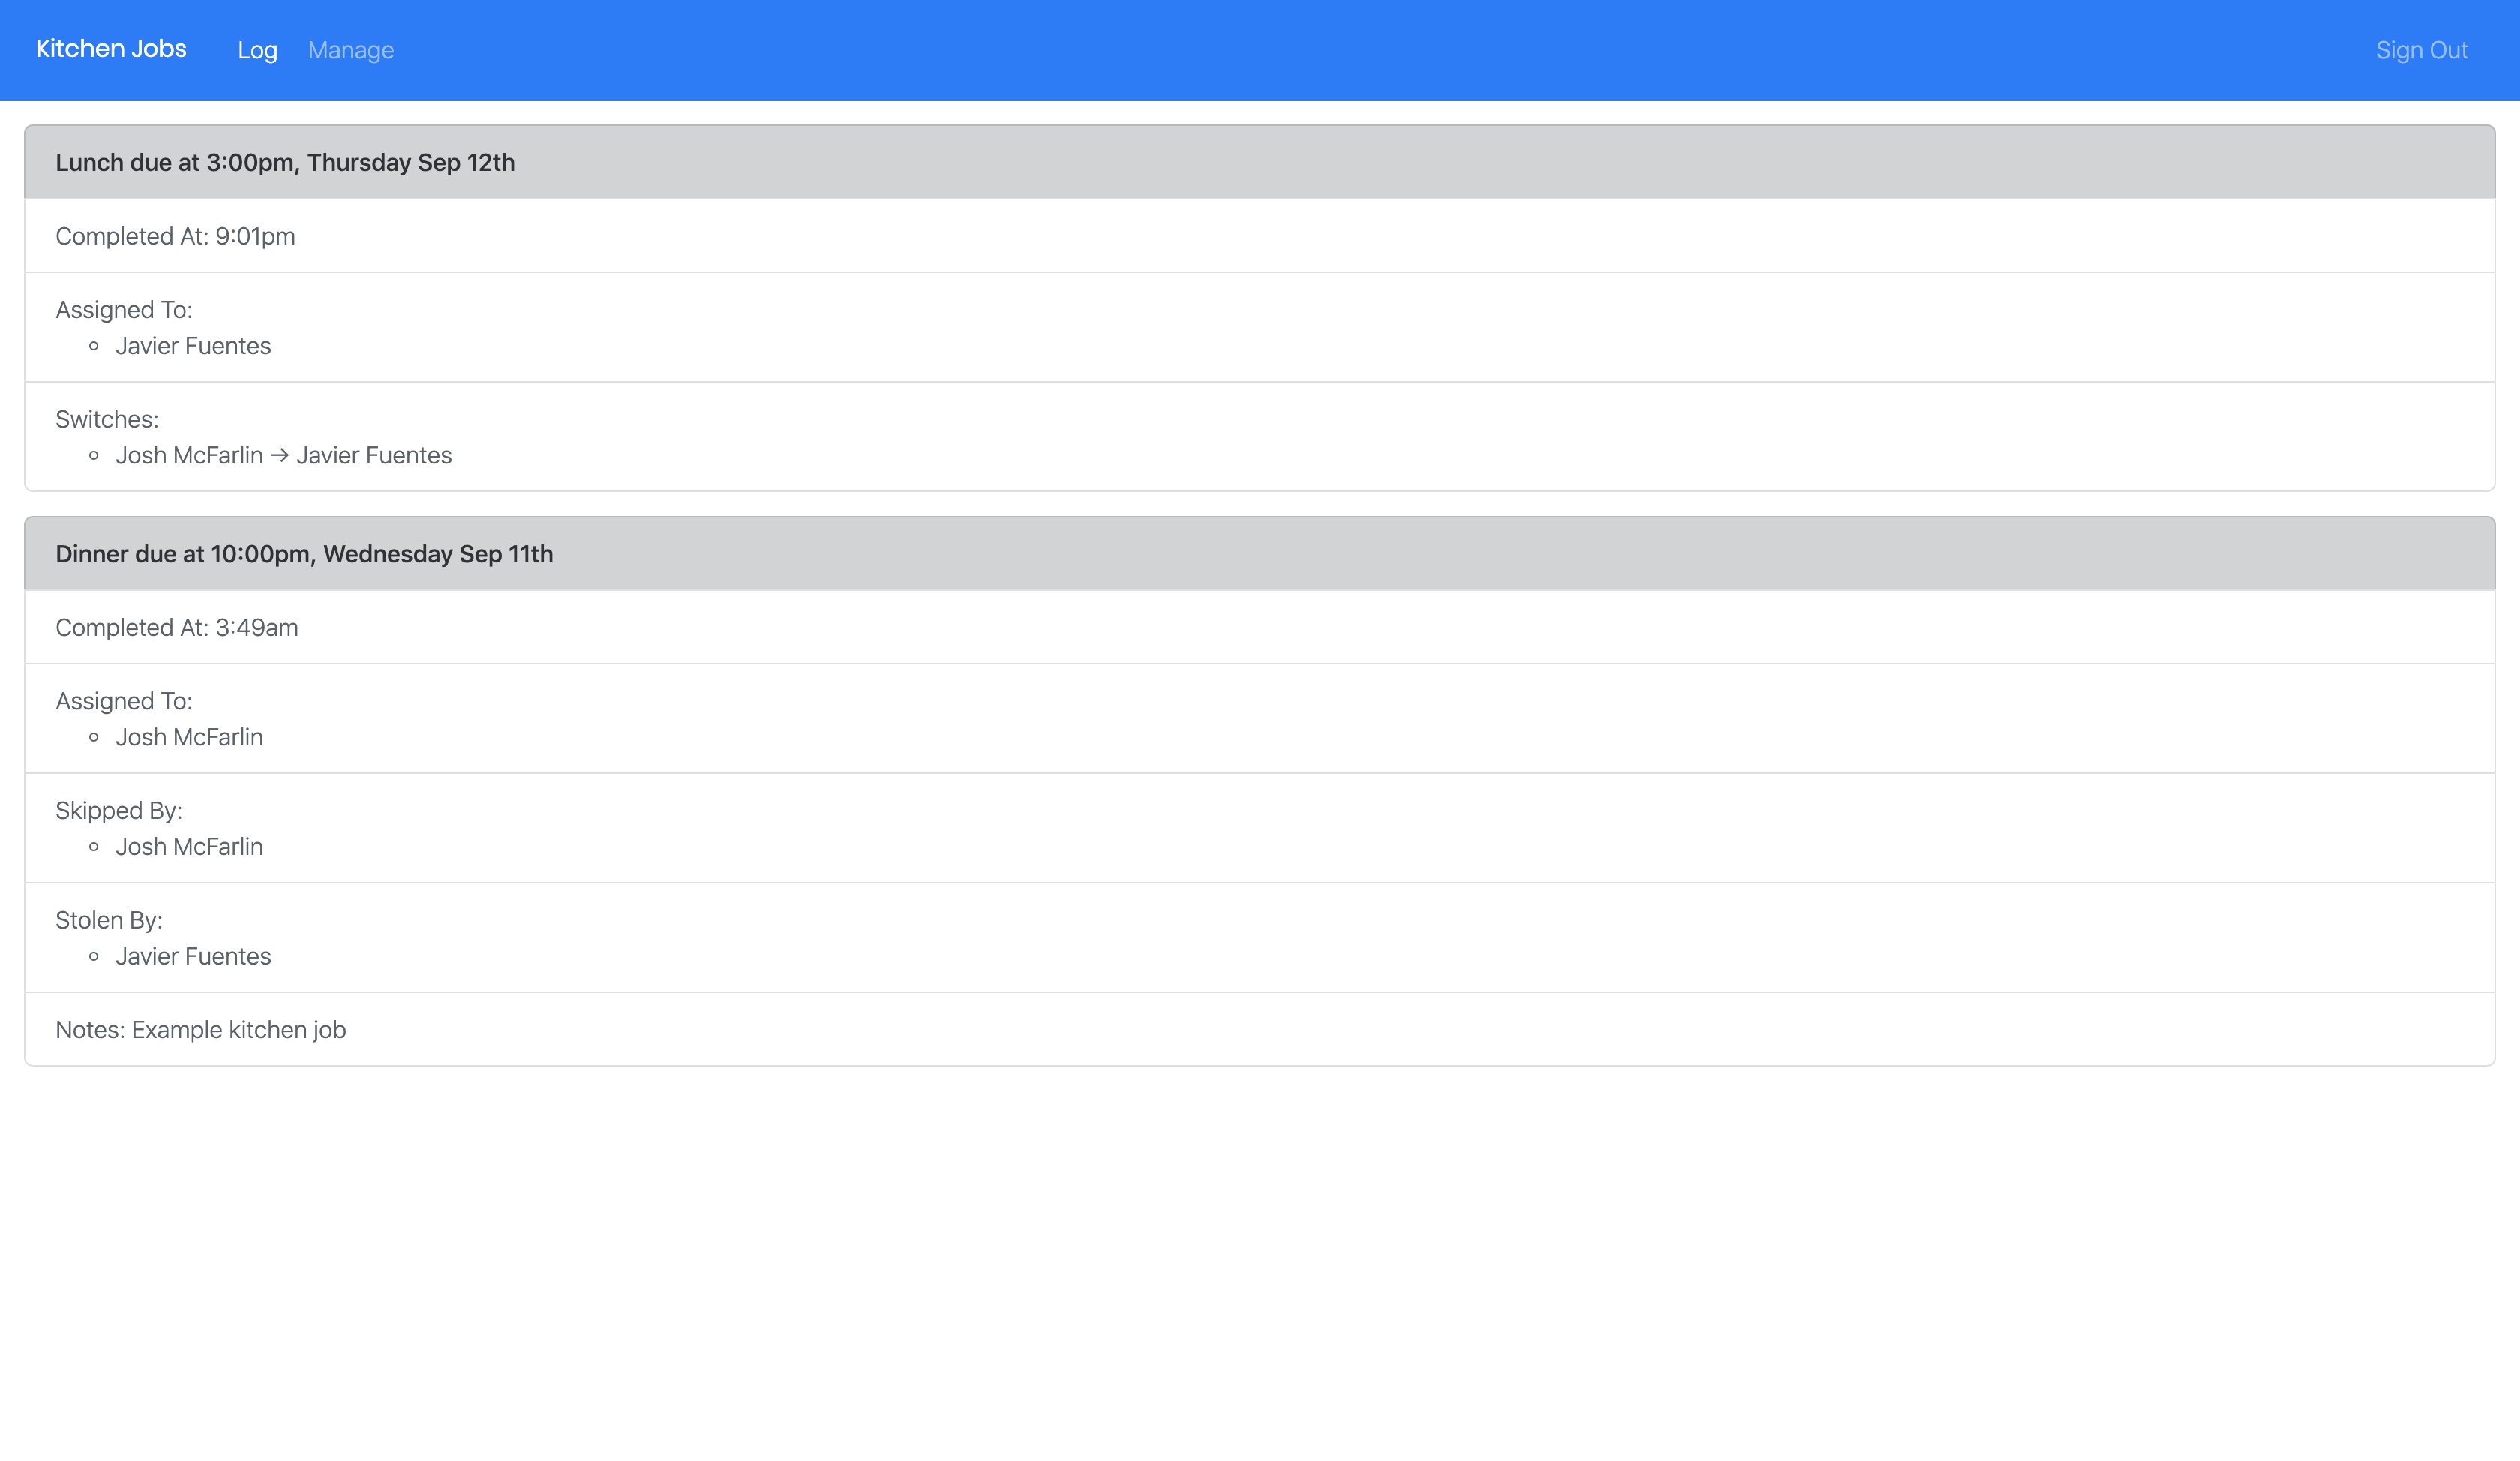 Kitchen Jobs Log Manage Sign Out
Lunch due at 3:00pm, Thursday Sep 12th
Completed At: 9:01pm
Assigned To:
Javier Fuentes
Switches:
Josh McFarlin → Javier Fuentes
Dinner due at 10:00pm, Wednesday Sep 11th
Completed At: 3:49am
Assigned To:
Josh McFarlin
Skipped By:
Josh McFarlin
Stolen By:
Javier Fuentes
Notes: Example kitchen job